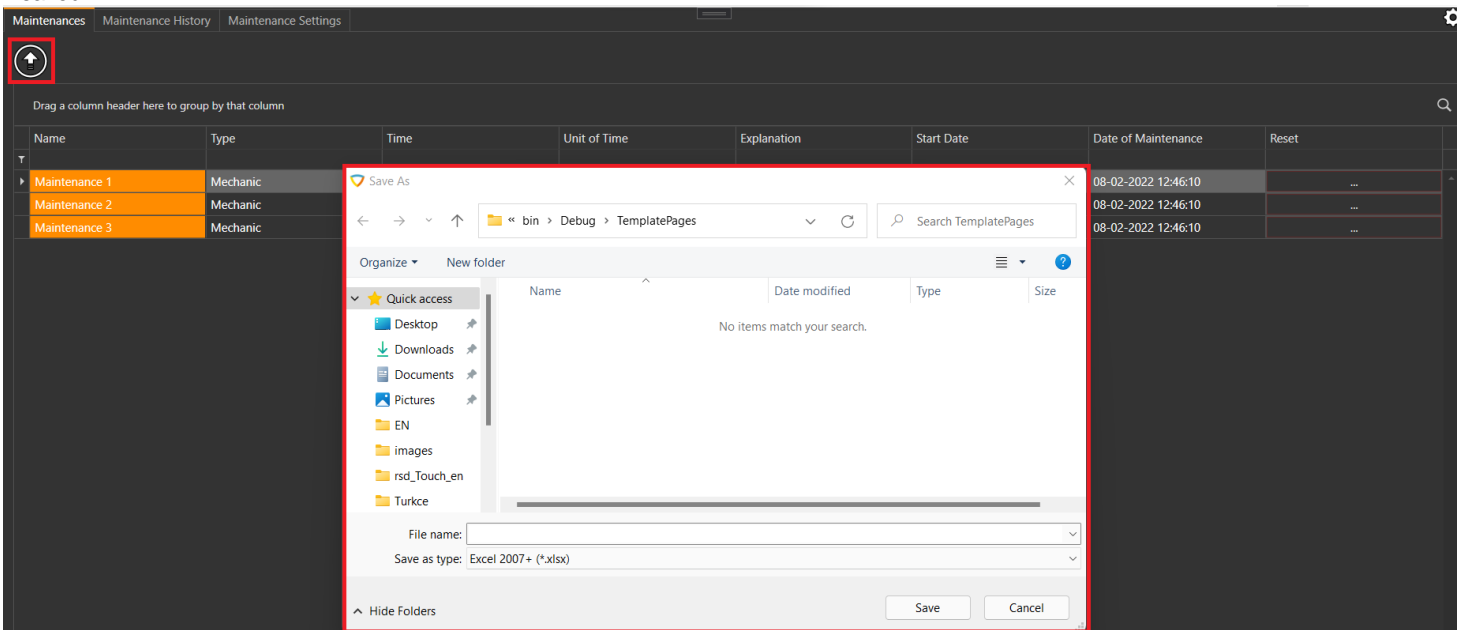 Maintenances Maintenance History Maintenance Settings
Drag a column header here to group by that column
Name Type Time Unit of Time Explanation Start Date Date of Maintenance Reset
Maintenance 1 Mechanic 08-02-2022 12:46:10 ...
Maintenance 2 Mechanic 08-02-2022 12:46:10 ...
Maintenance 3 Mechanic 08-02-2022 12:46:10 ...
Save As
« bin > Debug > TemplatePages Search TemplatePages
Organize New folder ?
Name Date modified Type Size
Quick access
No items match your search.
Desktop
Downloads
Documents
Pictures
EN
images
rsd_Touch_en
Turkce
File name:
Save as type: Excel 2007+ (*.xlsx)
Hide Folders Save Cancel